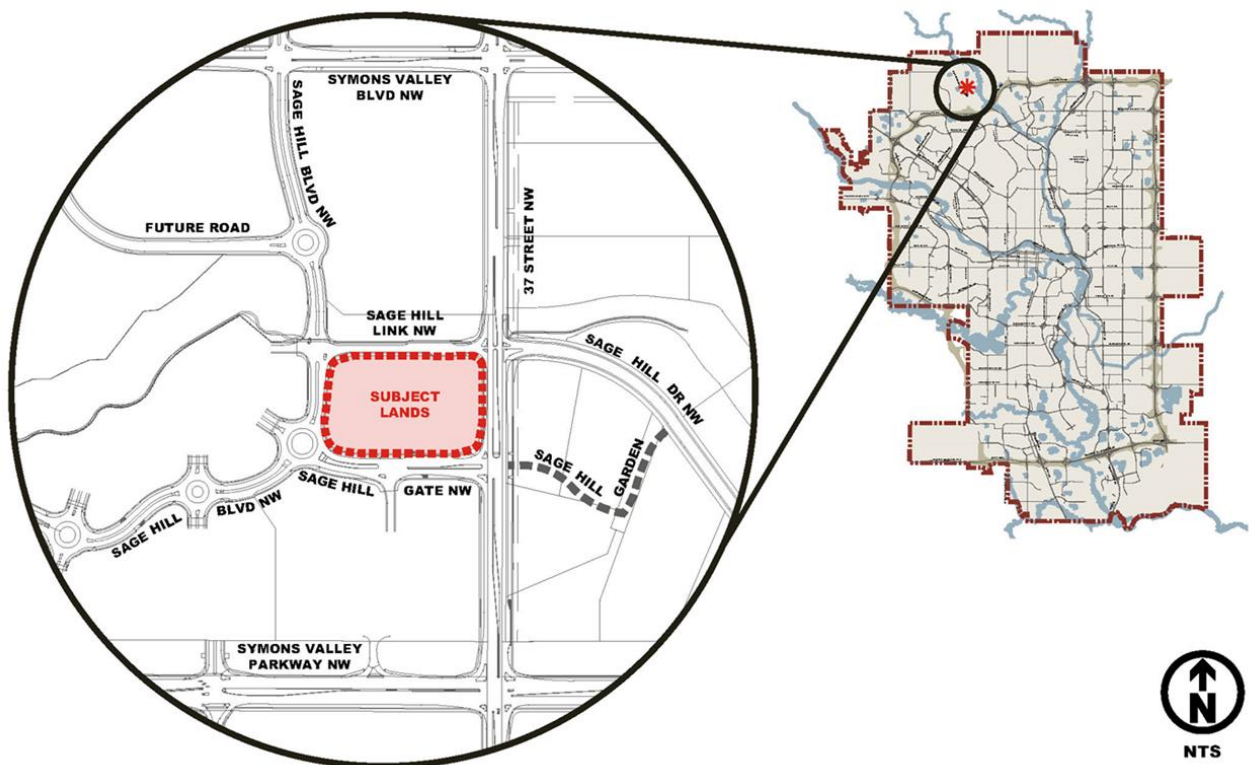 SYMONS VALLEY
BLVD NW
SAGE HILL BLVD NW
37 STREET NW
FUTURE ROAD
SAGE HILL
LINK NW
SAGE HILL DR NW
SUBJECT
LANDS
SAGE HILL
GARDEN
SAGE HILL
GATE NW
SAGE HILL
BLVD NW
SYMONS VALLEY
PARKWAY NW
N
NTS